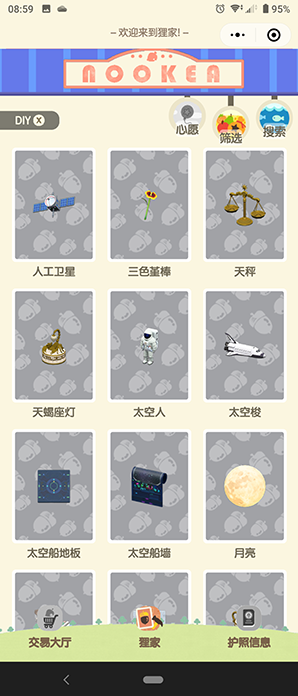 08:59
95%
– 欢迎来到狸家! –
NOOKEA
DIY X
心愿
筛选
搜索
人工卫星
三色堇棒
天秤
天蝎座灯
太空人
太空梭
太空船地板
太空船墙
月亮
交易大厅
狸家
护照信息